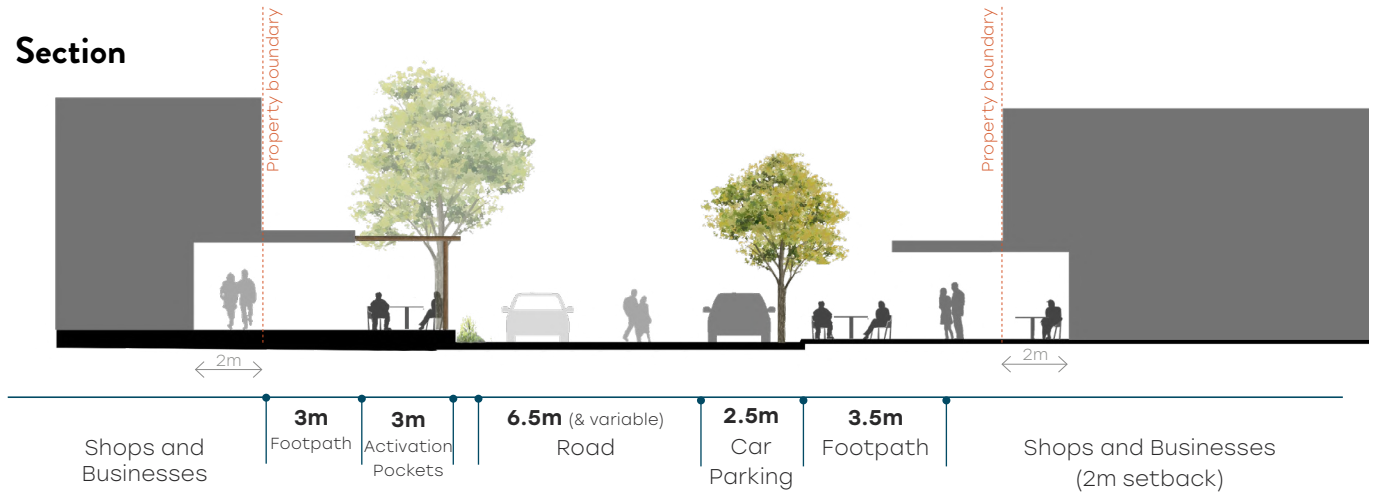 Section
Property boundary
Property boundary
2m
2m
3m
Footpath
3m
Activation
Pockets
6.5m (& variable)
Road
2.5m
Car
Parking
3.5m
Footpath
Shops and
Businesses
Shops and Businesses
(2m setback)